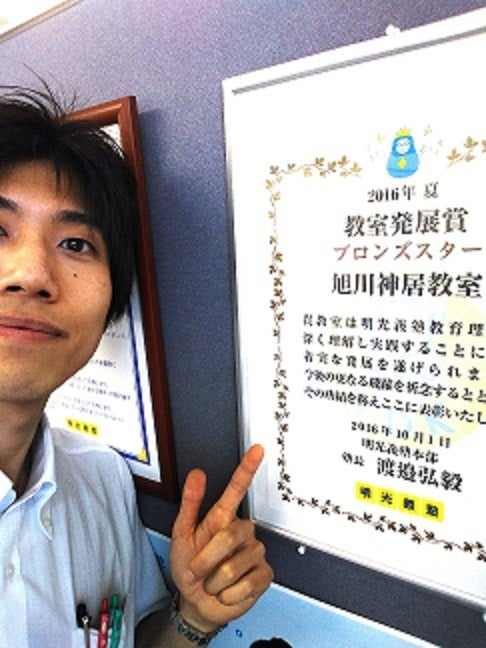 2016年 夏
教室発展賞
ブロンズスター
旭川神居教室
貴教室は明光義塾教育理
深く理解し実践することに
着実な発展を遂げられま
今後の更なる躍進を祈念するとと
その功績を称えここに表彰いたし
2016年10月1日
明光義塾本部
塾長 渡邉弘毅
明光義塾